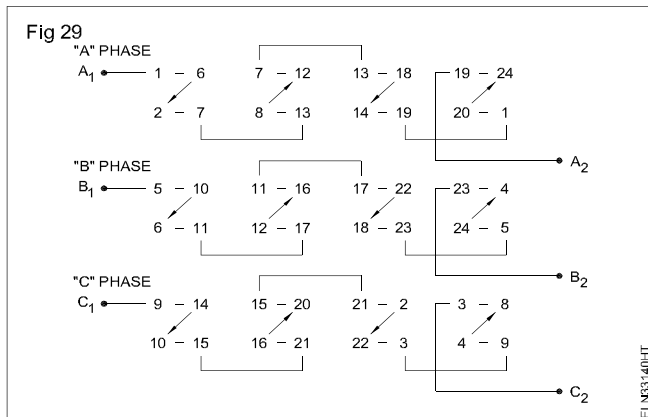 Fig 29
"A" PHASE
A1 1 – 6 7 – 12 13 – 18 19 – 24
2 – 7 8 – 13 14 – 19 20 – 1
A2
"B" PHASE
B1 5 – 10 11 – 16 17 – 22 23 – 4
6 – 11 12 – 17 18 – 23 24 – 5
B2
"C" PHASE
C1 9 – 14 15 – 20 21 – 2 3 – 8
10 – 15 16 – 21 22 – 3 4 – 9
C2
ELN33140HT